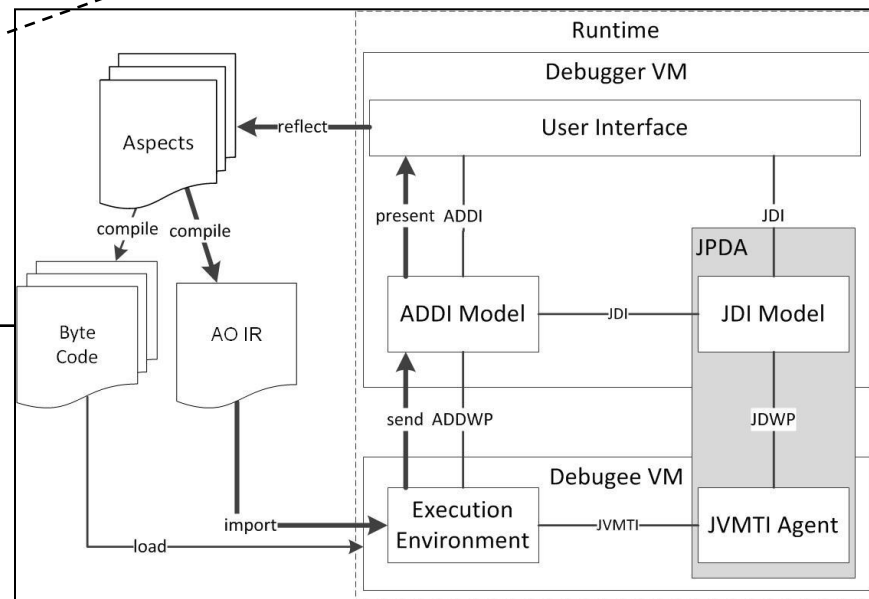 Runtime
Debugger VM
User Interface
reflect
Aspects
present
ADDI
JDI
compile
compile
JPDA
ADDI Model
JDI
JDI Model
Byte
Code
AO IR
send
ADDWP
JDWP
Debugee VM
import
Execution
Environment
JVMTI
JVMTI Agent
load